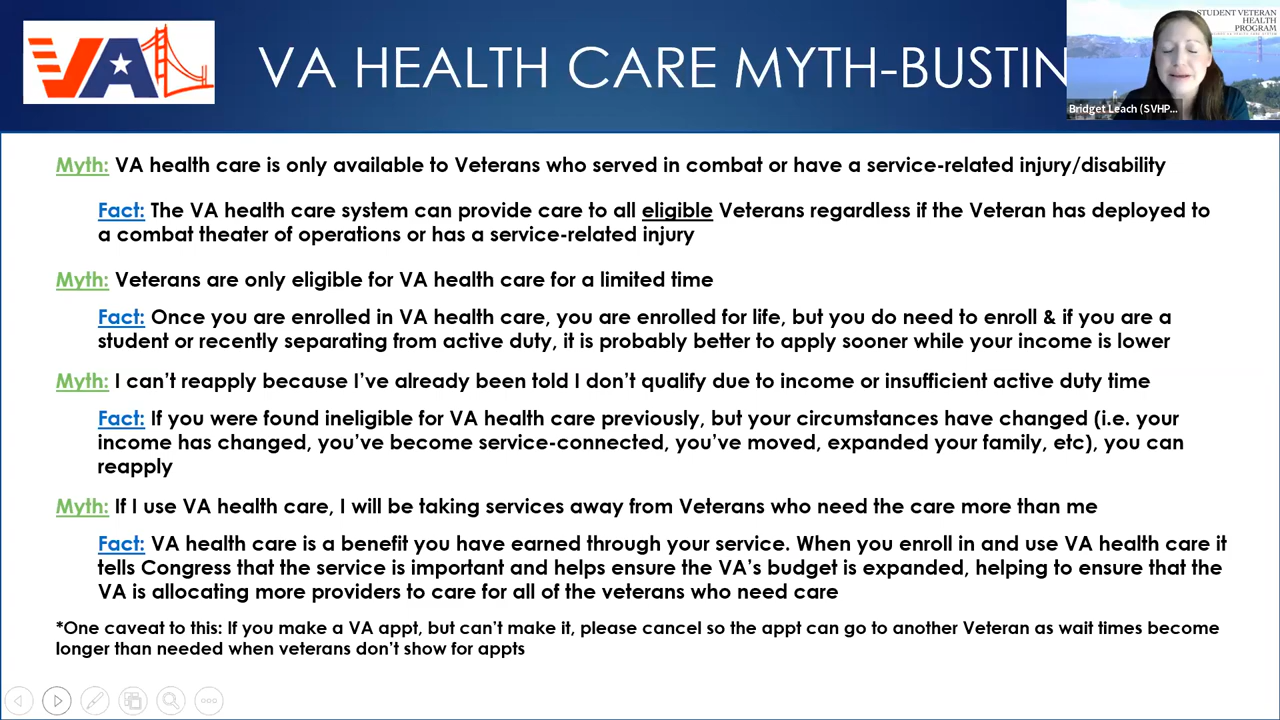 VA
VA HEALTH CARE MYTH-BUSTIN
STUDENT VETERAN
HEALTH
PROGRAM
Bridget Leach (SVHP...
Myth: VA health care is only available to Veterans who served in combat or have a service-related injury/disability
Fact: The VA health care system can provide care to all eligible Veterans regardless if the Veteran has deployed to
a combat theater of operations or has a service-related injury
Myth: Veterans are only eligible for VA health care for a limited time
Fact: Once you are enrolled in VA health care, you are enrolled for life, but you do need to enroll & if you are a
student or recently separating from active duty, it is probably better to apply sooner while your income is lower
Myth: I can't reapply because I've already been told I don't qualify due to income or insufficient active duty time
Fact: If you were found ineligible for VA health care previously, but your circumstances have changed (i.e. your
income has changed, you've become service-connected, you've moved, expanded your family, etc), you can
reapply
Myth: If I use VA health care, I will be taking services away from Veterans who need the care more than me
Fact: VA health care is a benefit you have earned through your service. When you enroll in and use VA health care it
tells Congress that the service is important and helps ensure the VA's budget is expanded, helping to ensure that the
VA is allocating more providers to care for all of the veterans who need care
*One caveat to this: If you make a VA appt, but can't make it, please cancel so the appt can go to another Veteran as wait times become
longer than needed when veterans don't show for appts